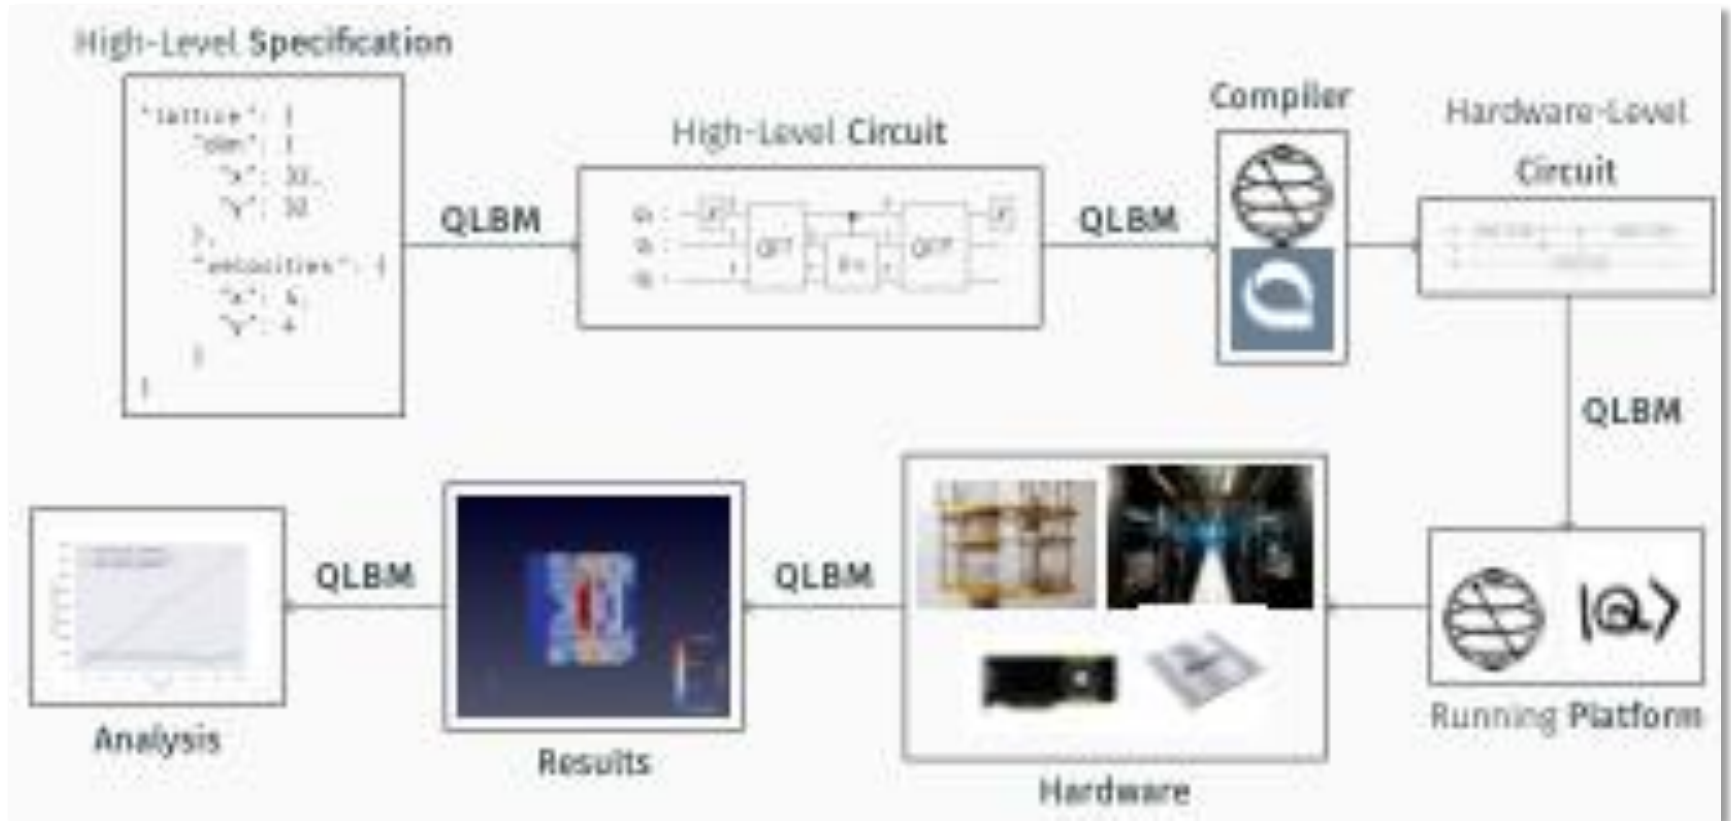 High-Level Specification
"lattice": {
"dim": {
"x": 32,
"y": 32
},
"velocities": {
"x": 4,
"y": 4
}
}
QLBM
High-Level Circuit
QFT
QLBM
Compiler
Hardware-Level
Circuit
QLBM
|Q⟩
Running Platform
Hardware
QLBM
Results
QLBM
Analysis